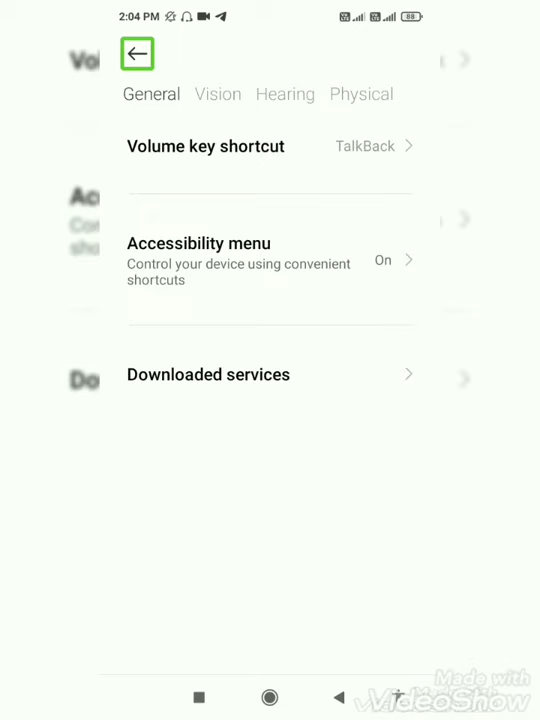 2:04 PM
88
General Vision Hearing Physical
Volume key shortcut TalkBack
Accessibility menu
Control your device using convenient
shortcuts
On
Downloaded services
Made with
VideoShow